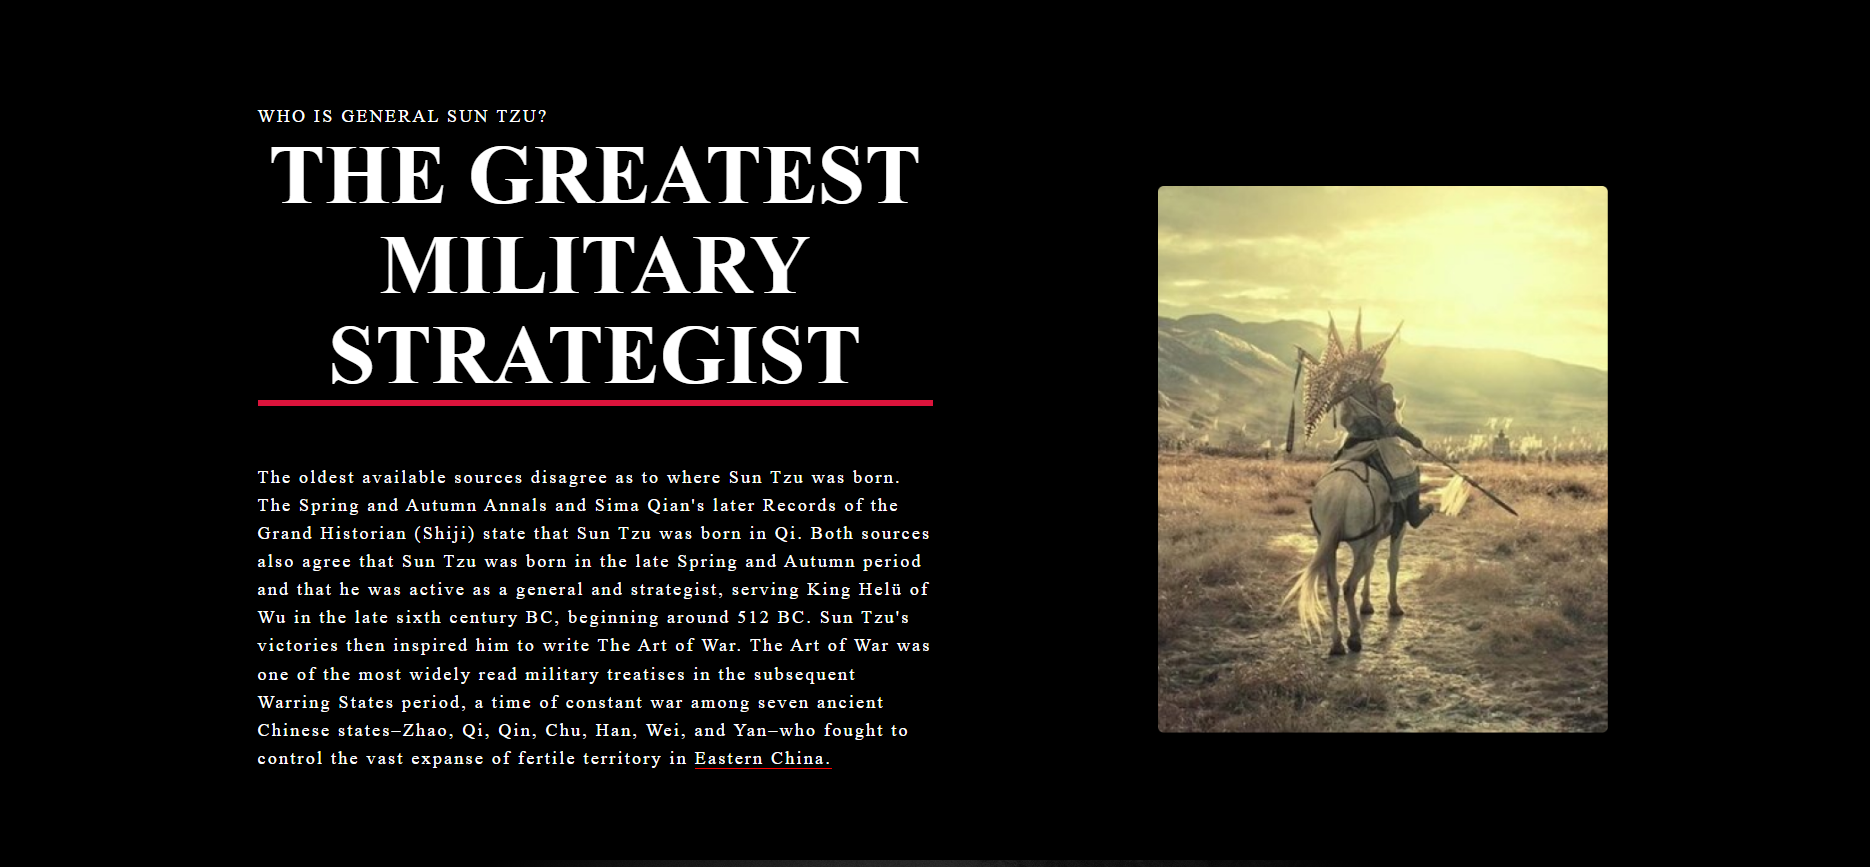 WHO IS GENERAL SUN TZU?
THE GREATEST
MILITARY
STRATEGIST
The oldest available sources disagree as to where Sun Tzu was born.
The Spring and Autumn Annals and Sima Qian's later Records of the
Grand Historian (Shiji) state that Sun Tzu was born in Qi. Both sources
also agree that Sun Tzu was born in the late Spring and Autumn period
and that he was active as a general and strategist, serving King Helü of
Wu in the late sixth century BC, beginning around 512 BC. Sun Tzu's
victories then inspired him to write The Art of War. The Art of War was
one of the most widely read military treatises in the subsequent
Warring States period, a time of constant war among seven ancient
Chinese states–Zhao, Qi, Qin, Chu, Han, Wei, and Yan–who fought to
control the vast expanse of fertile territory in Eastern China.